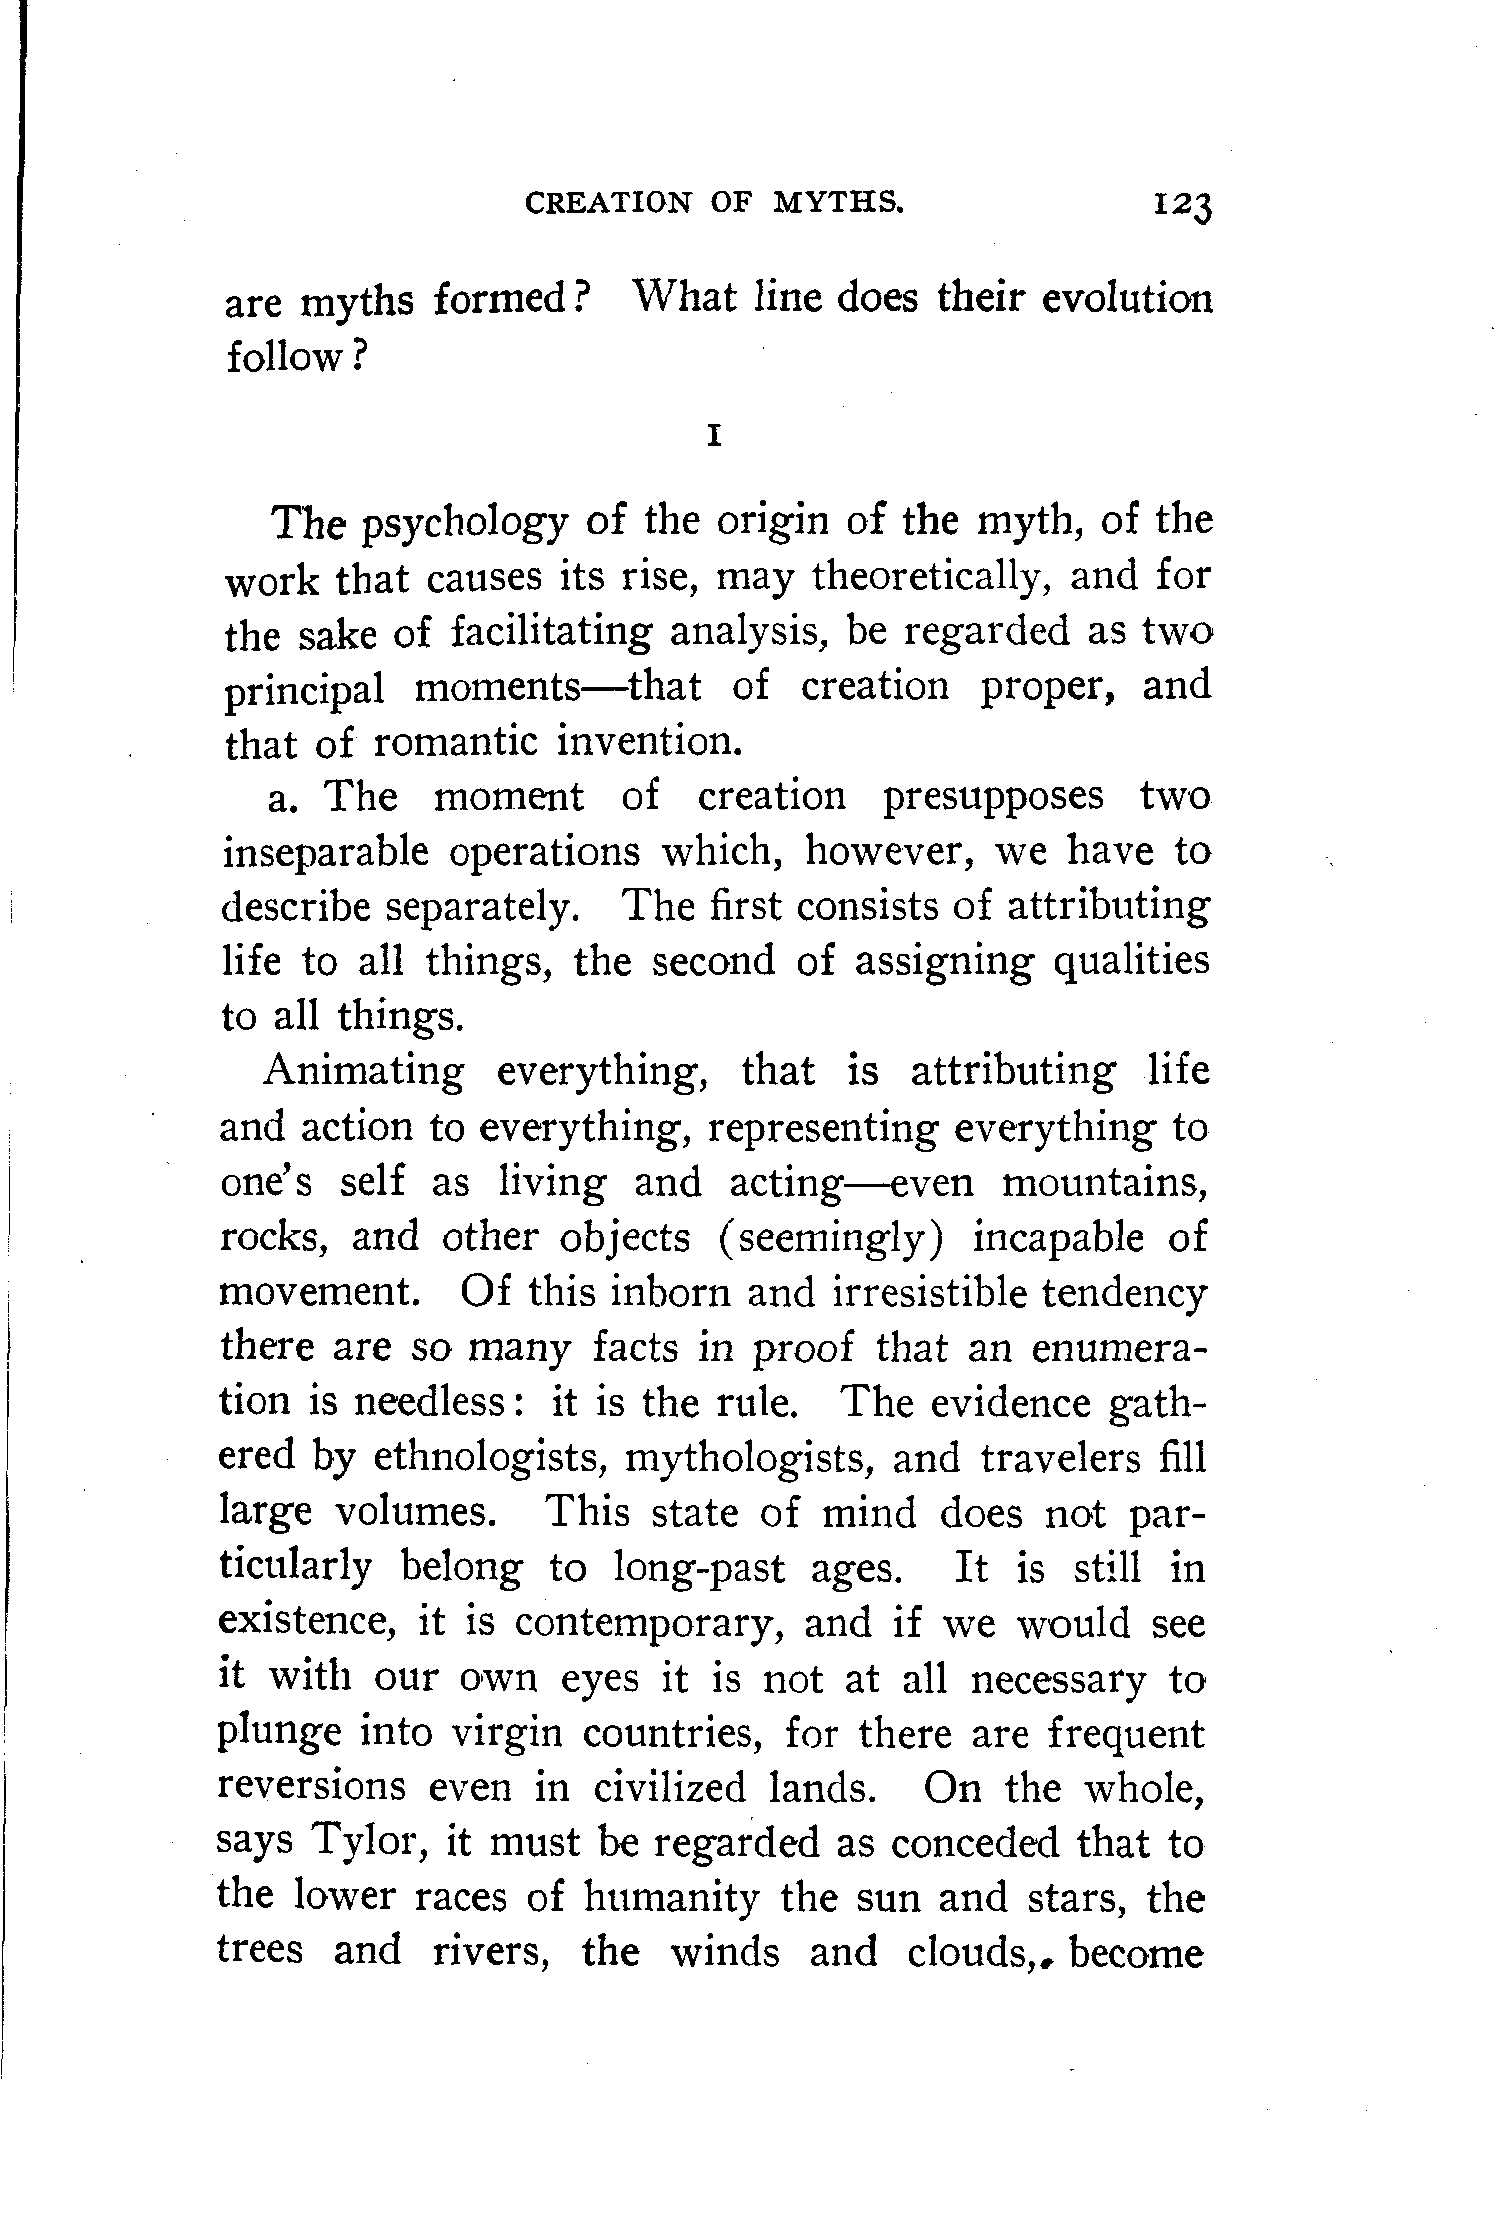 CREATION OF MYTHS. 123
are myths formed? What line does their evolution
follow?
I
The psychology of the origin of the myth, of the
work that causes its rise, may theoretically, and for
the sake of facilitating analysis, be regarded as two
principal moments—that of creation proper, and
that of romantic invention.
a. The moment of creation presupposes two
inseparable operations which, however, we have to
describe separately. The first consists of attributing
life to all things, the second of assigning qualities
to all things.
Animating everything, that is attributing life
and action to everything, representing everything to
one's self as living and acting—even mountains,
rocks, and other objects (seemingly) incapable of
movement. Of this inborn and irresistible tendency
there are so many facts in proof that an enumera-
tion is needless: it is the rule. The evidence gath-
ered by ethnologists, mythologists, and travelers fill
large volumes. This state of mind does not par-
ticularly belong to long-past ages. It is still in
existence, it is contemporary, and if we would see
it with our own eyes it is not at all necessary to
plunge into virgin countries, for there are frequent
reversions even in civilized lands. On the whole,
says Tylor, it must be regarded as conceded that to
the lower races of humanity the sun and stars, the
trees and rivers, the winds and clouds, become